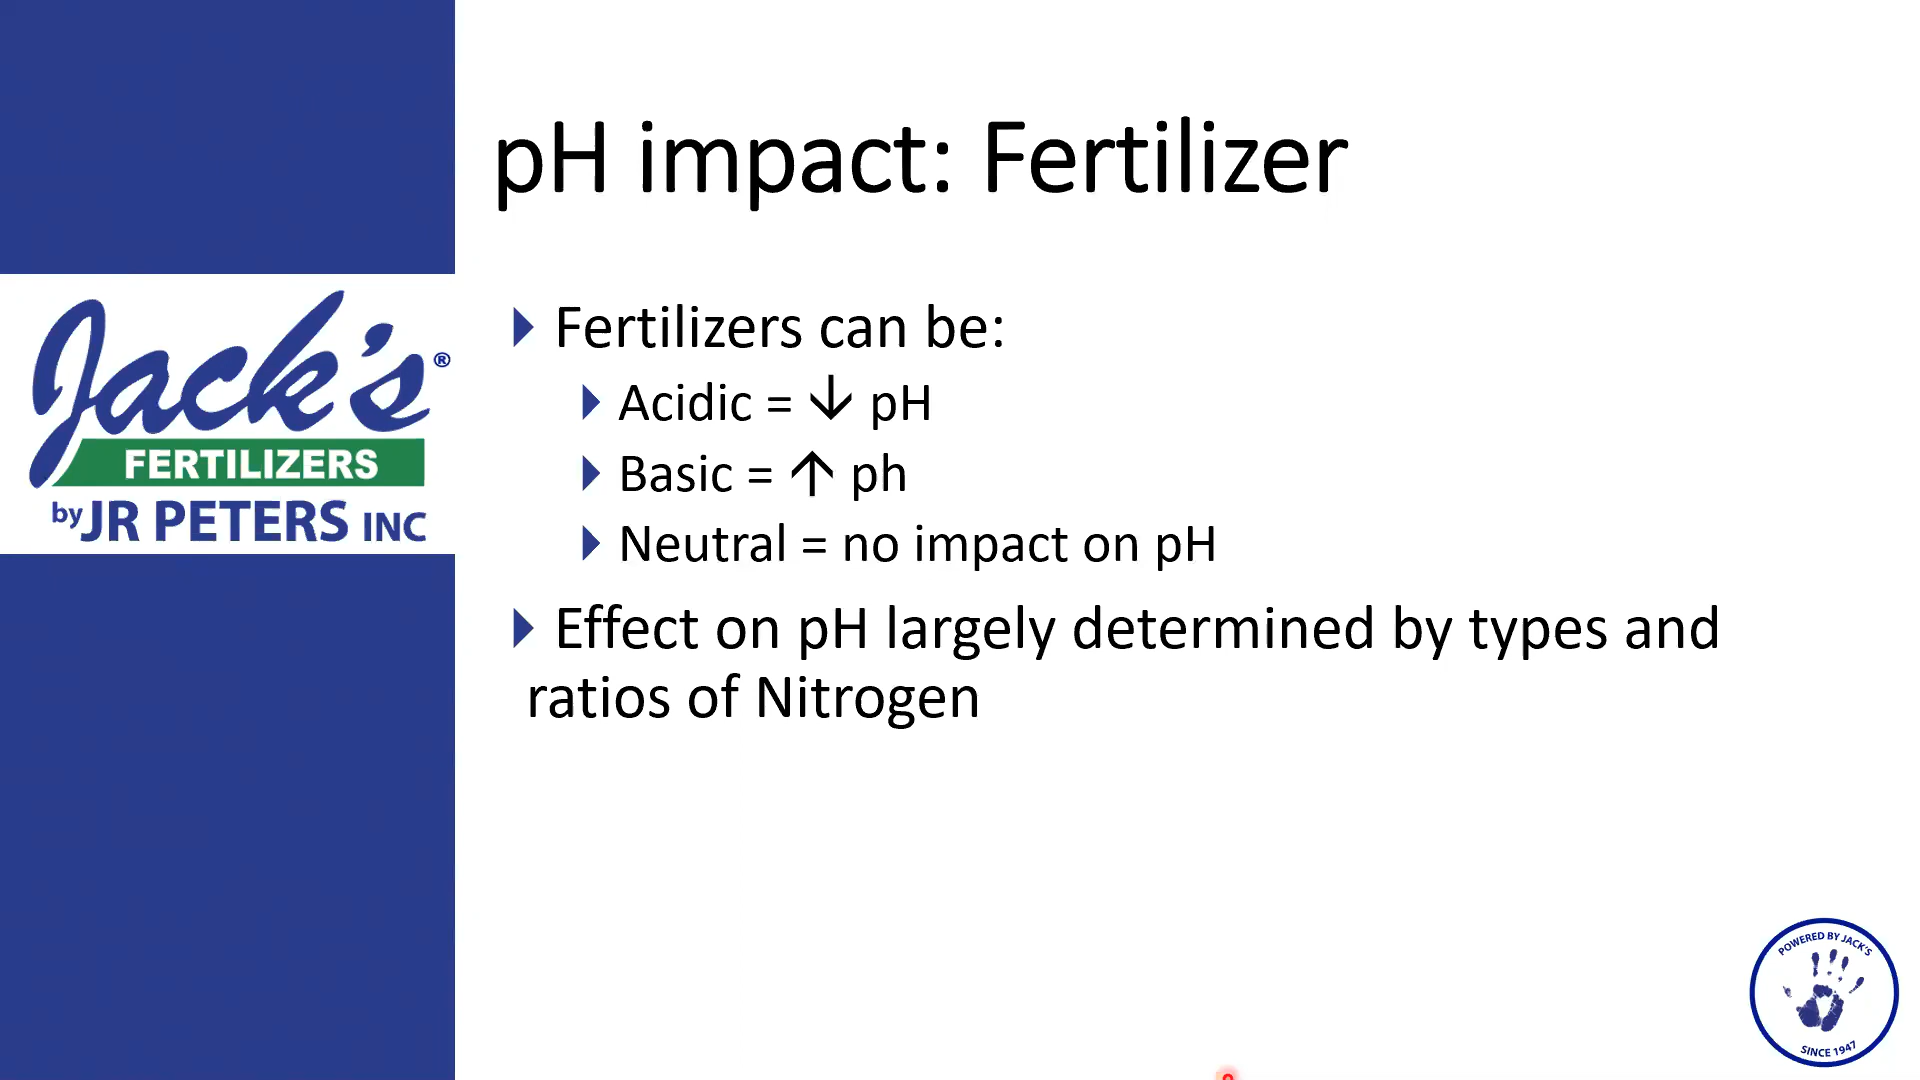 pH impact: Fertilizer
Jack's®
FERTILIZERS
by JR PETERS INC
Fertilizers can be:
Acidic = ↓ pH
Basic = ↑ ph
Neutral = no impact on pH
Effect on pH largely determined by types and
ratios of Nitrogen
POWERED BY JACK'S
SINCE 1947